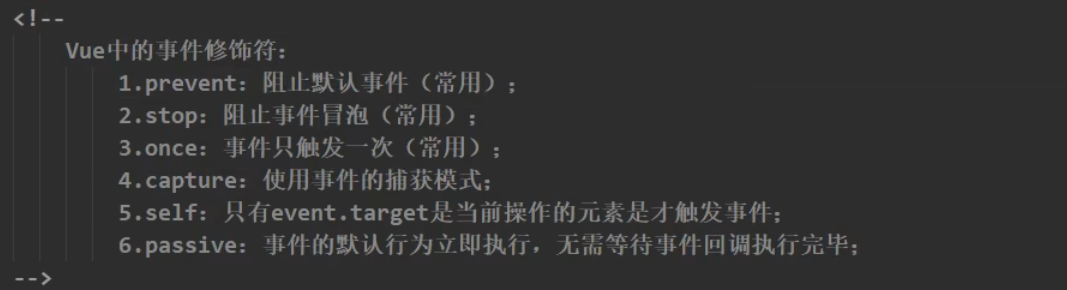 <!--
Vue中的事件修饰符：
1.prevent：阻止默认事件（常用）；
2.stop：阻止事件冒泡（常用）；
3.once：事件只触发一次（常用）；
4.capture：使用事件的捕获模式；
5.self：只有event.target是当前操作的元素是才触发事件；
6.passive：事件的默认行为立即执行，无需等待事件回调执行完毕；
-->